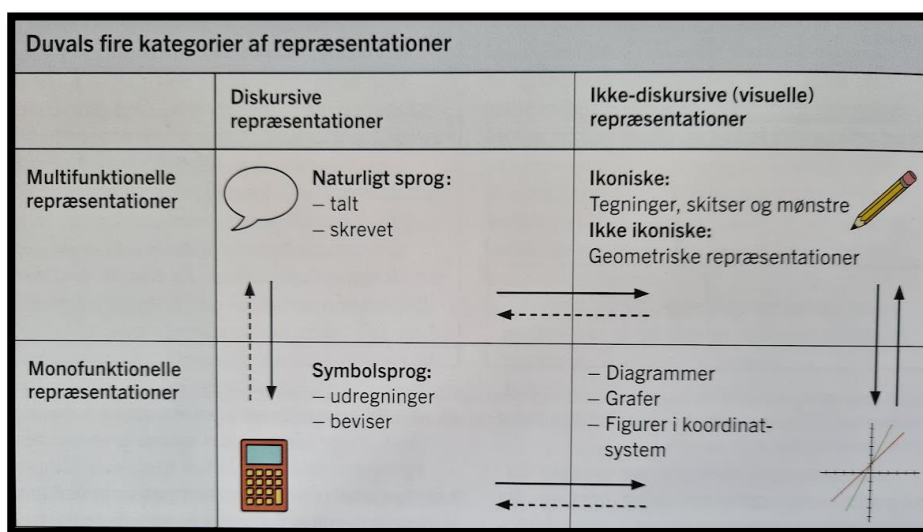 Duvals fire kategorier af repræsentationer
Diskursive
repræsentationer
Ikke-diskursive (visuelle)
repræsentationer
Multifunktionelle
repræsentationer
Naturligt sprog:
– talt
– skrevet
Ikoniske:
Tegninger, skitser og mønstre
Ikke ikoniske:
Geometriske repræsentationer
Monofunktionelle
repræsentationer
Symbolsprog:
– udregninger
– beviser
– Diagrammer
– Grafer
– Figurer i koordinat-
system